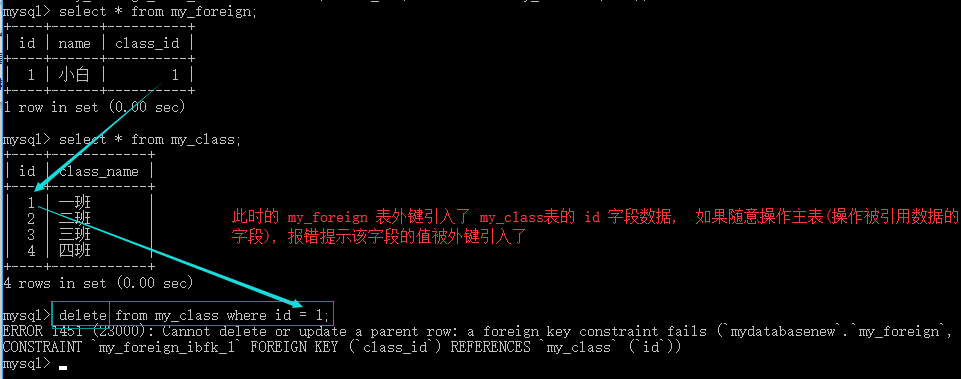 mysql> select * from my_foreign;
+----+------+----------+
| id | name | class_id |
+----+------+----------+
| 1 | 小白 | 1 |
+----+------+----------+
1 row in set (0.00 sec)
mysql> select * from my_class;
+----+------------+
| id | class_name |
+----+------------+
| 1 | 一班 |
| 2 | 二班 |
| 3 | 三班 |
| 4 | 四班 |
+----+------------+
4 rows in set (0.00 sec)
此时的 my_foreign 表外键引入了 my_class表的 id 字段数据， 如果随意操作主表(操作被引用数据的
字段)，报错提示该字段的值被外键引入了
mysql> delete from my_class where id = 1;
ERROR 1451 (23000): Cannot delete or update a parent row: a foreign key constraint fails (`mydatabasenew`.`my_foreign`,
CONSTRAINT `my_foreign_ibfk_1` FOREIGN KEY (`class_id`) REFERENCES `my_class` (`id`))
mysql>